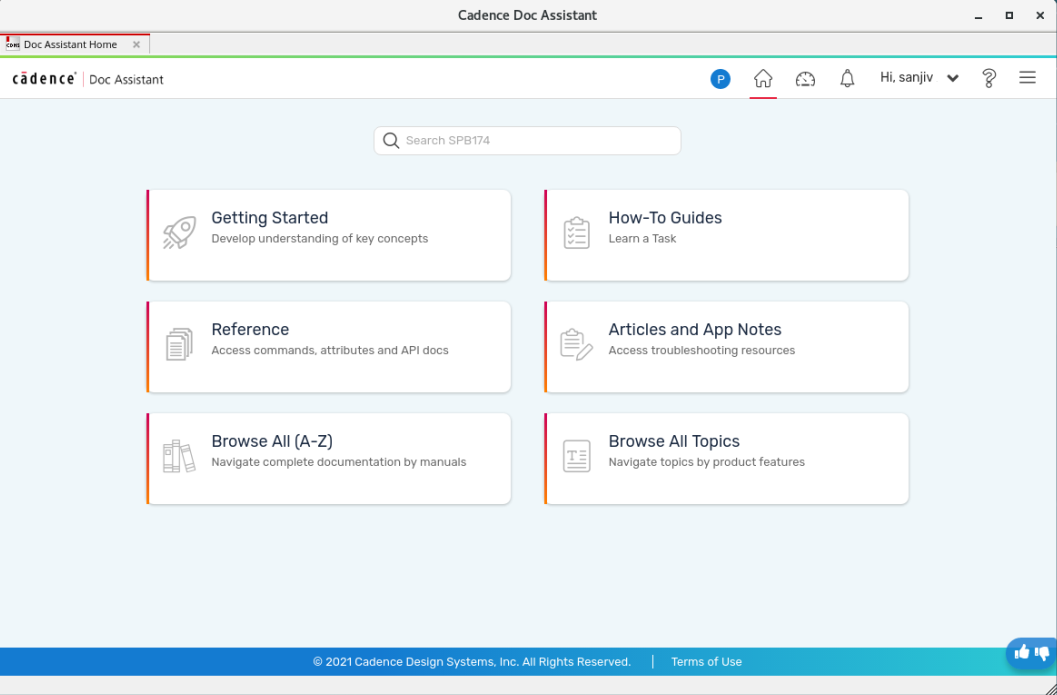 Cadence Doc Assistant
Doc Assistant Home
cādence Doc Assistant
P
Hi, sanjiv
Search SPB174
Getting Started
Develop understanding of key concepts
How-To Guides
Learn a Task
Reference
Access commands, attributes and API docs
Articles and App Notes
Access troubleshooting resources
Browse All (A-Z)
Navigate complete documentation by manuals
Browse All Topics
Navigate topics by product features
© 2021 Cadence Design Systems, Inc. All Rights Reserved. | Terms of Use